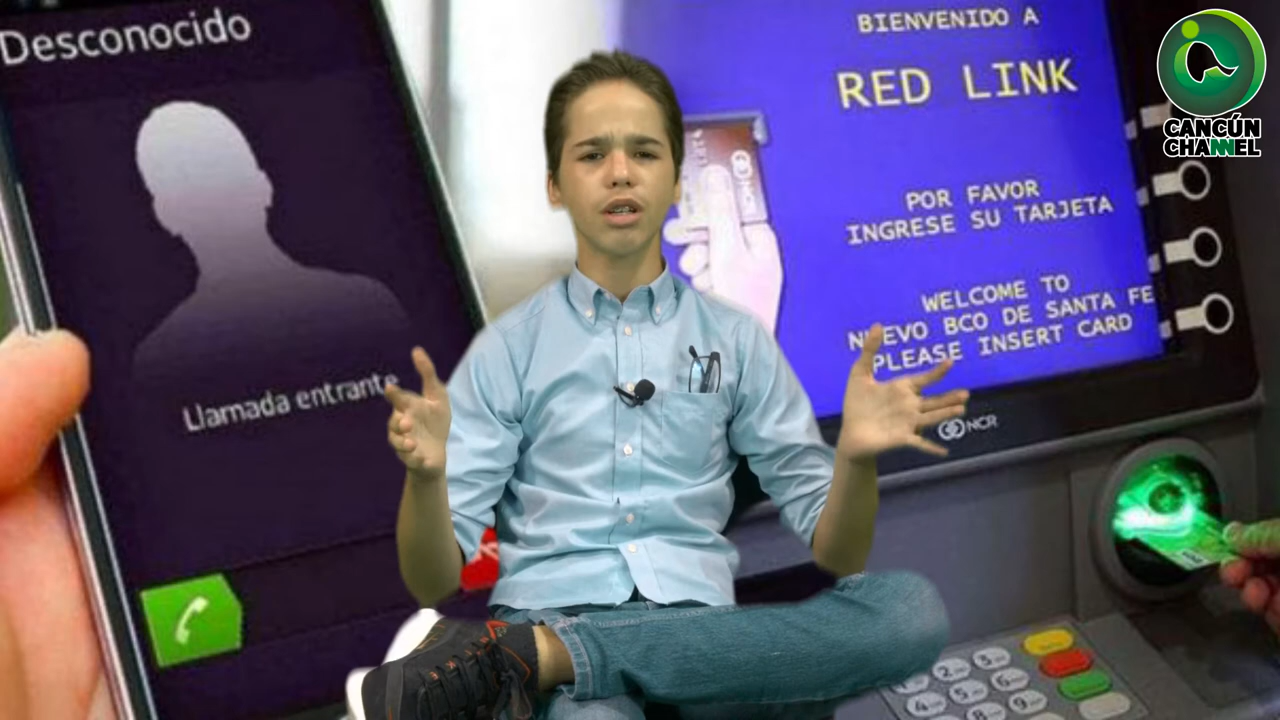 Desconocido
Llamada entrante
BIENVENIDO A
RED LINK
POR FAVOR
INGRESE SU TARJETA
WELCOME TO
NUEVO BCO DE SANTA FE
PLEASE INSERT CARD
NCR
CANCÚN
CHANNEL